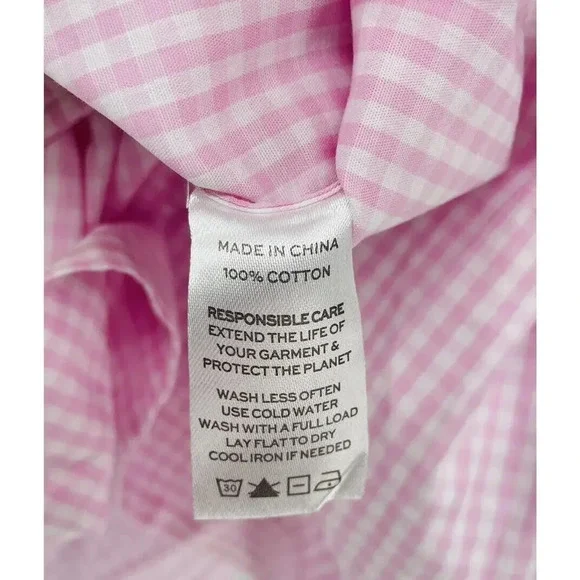 MADE IN CHINA
100% COTTON
RESPONSIBLE CARE
EXTEND THE LIFE OF
YOUR GARMENT &
PROTECT THE PLANET
WASH LESS OFTEN
USE COLD WATER
WASH WITH A FULL LOAD
LAY FLAT TO DRY
COOL IRON IF NEEDED
30